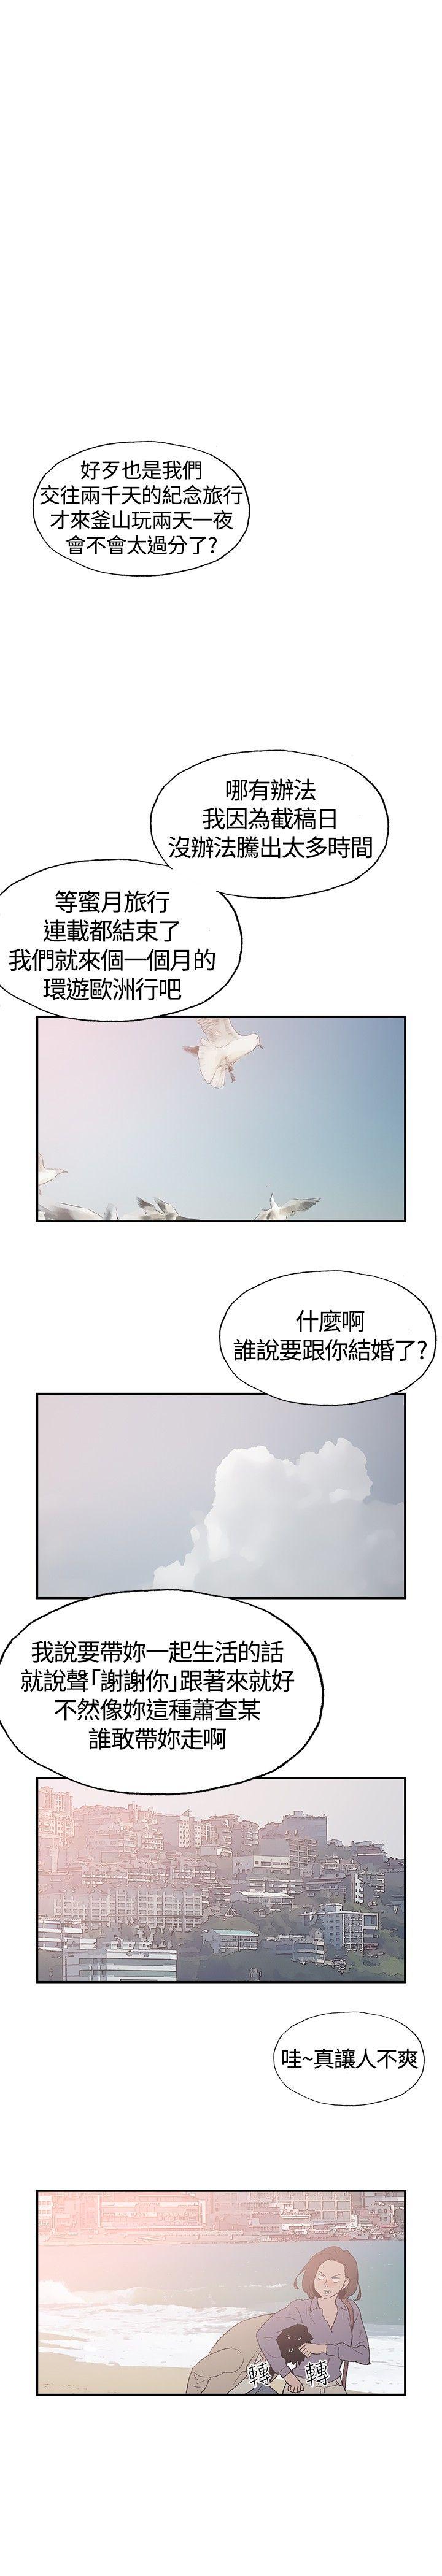 好歹也是我們
交往兩千天的紀念旅行
才來釜山玩兩天一夜
會不會太過分了?
哪有辦法
我因為截稿日
沒辦法騰出太多時間
等蜜月旅行
連載都結束了
我們就來個一個月的
環遊歐洲行吧
什麼啊
誰說要跟你結婚了?
我說要帶妳一起生活的話
就說聲「謝謝你」跟著來就好
不然像妳這種蕭查某
誰敢帶妳走啊
哇~真讓人不爽
轉 轉